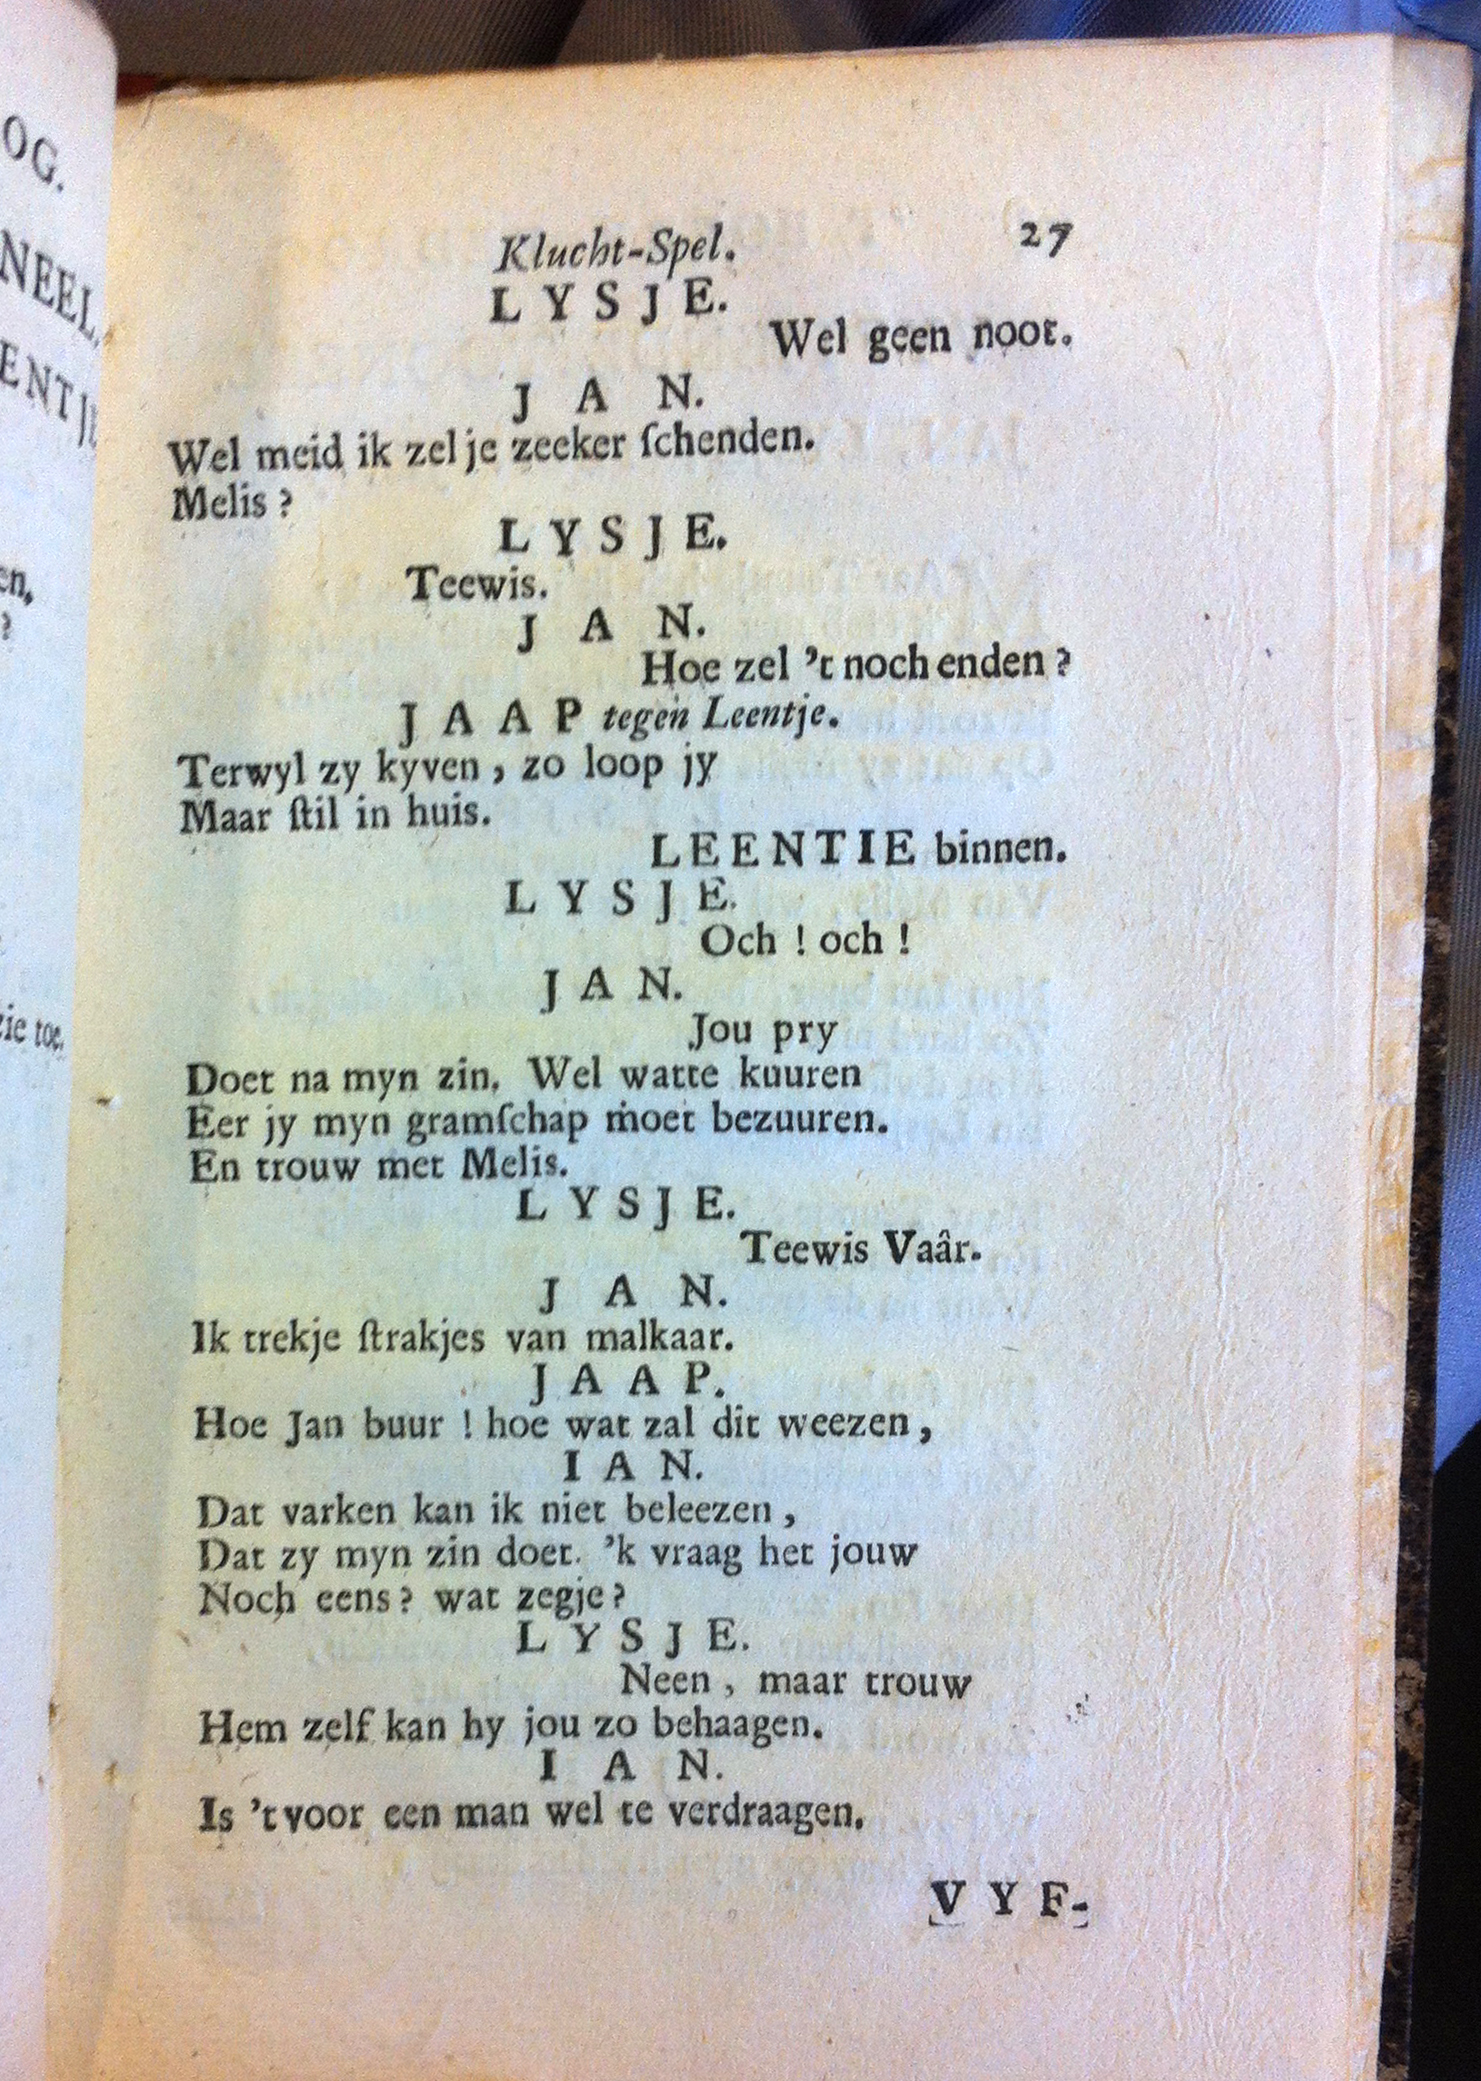 OG.
NEEL.
en,
?
zie toe.
Klucht-Spel. 27
LYSJE.
Wel geen noot.
JAN.
Wel meid ik zel je zeeker ſchenden.
Melis ?
LYSJE.
Teewis.
JAN.
Hoe zel 't noch enden ?
JAAP tegen Leentje.
Terwyl zy kyven, zo loop jy
Maar ſtil in huis.
LEENTIE binnen.
LYSJE.
Och ! och !
JAN.
Jou pry
Doet na myn zin. Wel watte kuuren
Eer jy myn gramſchap moet bezuuren.
En trouw met Melis.
LYSJE.
Teewis Vaâr.
JAN.
Ik trekje ſtrakjes van malkaar.
JAAP.
Hoe Jan buur ! hoe wat zal dit weezen,
IAN.
Dat varken kan ik niet beleezen,
Dat zy myn zin doet. 'k vraag het jouw
Noch eens? wat zegje?
LYSJE.
Neen, maar trouw
Hem zelf kan hy jou zo behaagen.
IAN.
Is 't voor een man wel te verdraagen.
VYF-